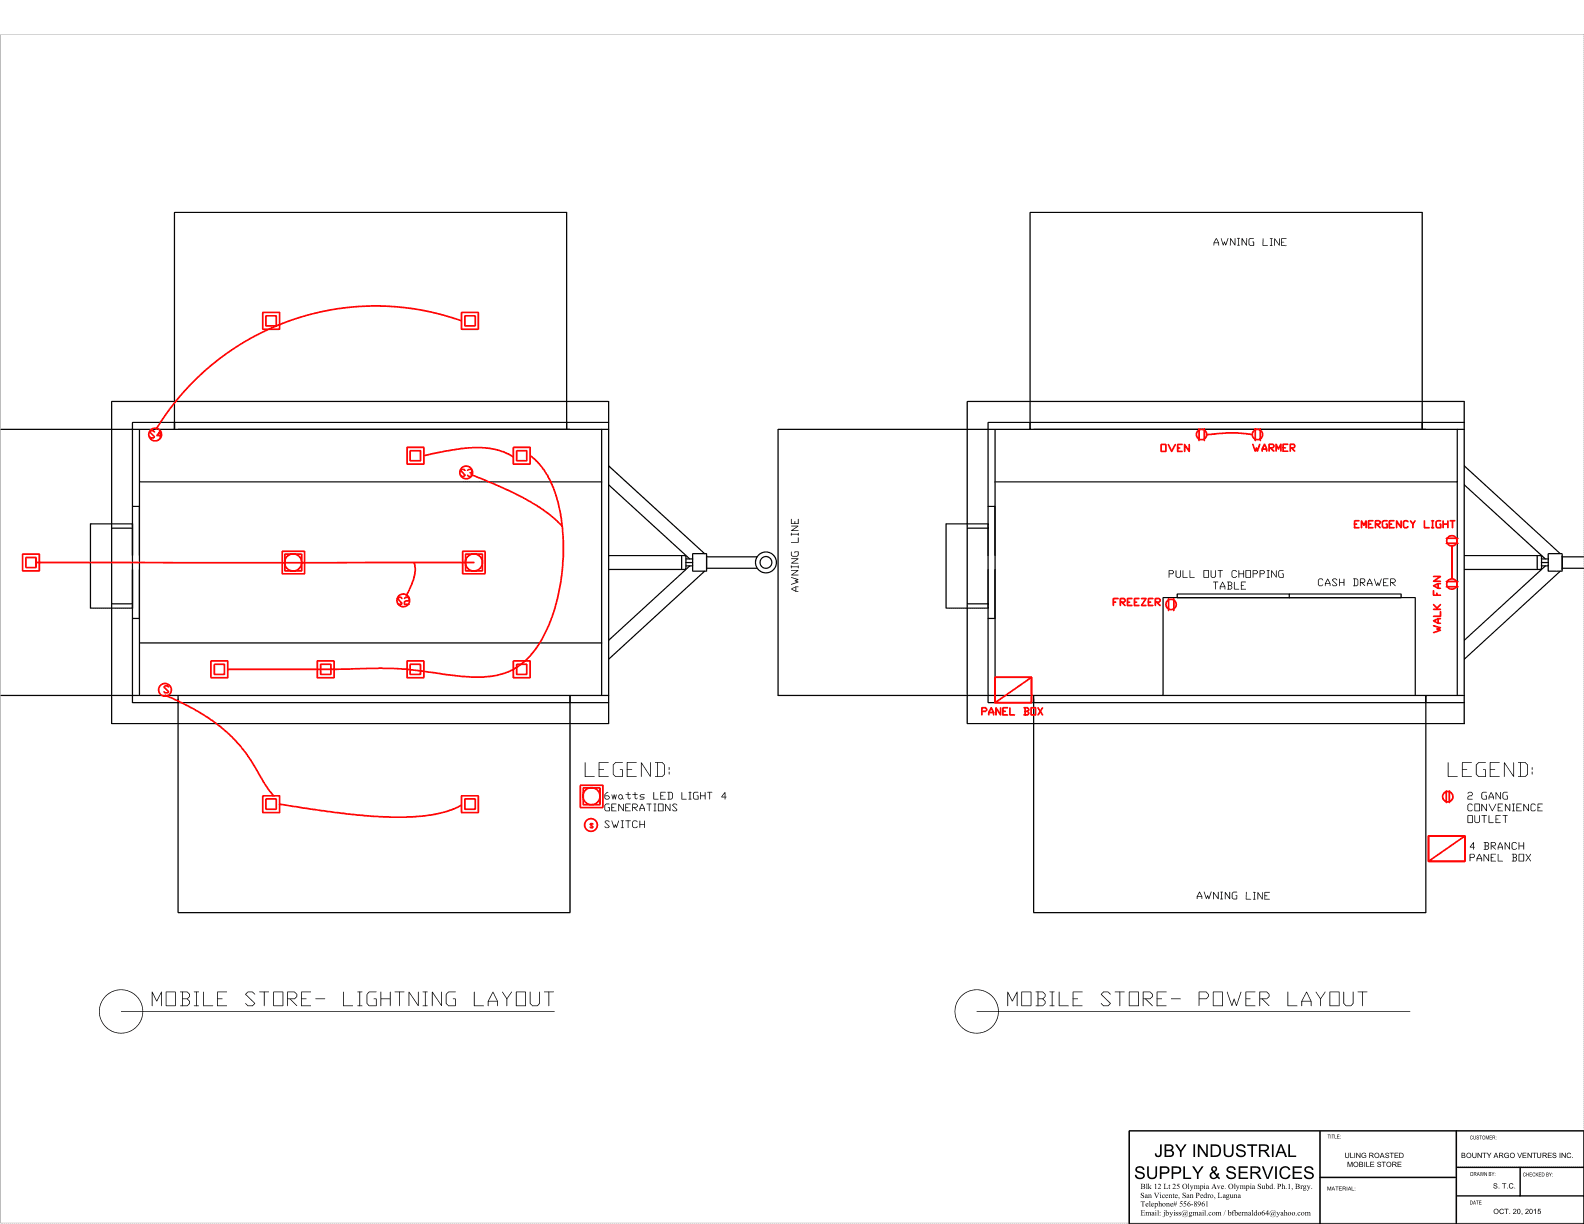 AWNING LINE
S4
S3
OVEN
WARMER
EMERGENCY LIGHT
AWNING LINE
PULL OUT CHOPPING
TABLE
CASH DRAWER
WALK FAN
S2
FREEZER
S
PANEL BOX
LEGEND:
6watts LED LIGHT 4
GENERATIONS
S
SWITCH
LEGEND:
2 GANG
CONVENIENCE
OUTLET
4 BRANCH
PANEL BOX
AWNING LINE
MOBILE STORE- LIGHTNING LAYOUT
MOBILE STORE- POWER LAYOUT
JBY INDUSTRIAL
SUPPLY & SERVICES
Blk 12 Lt 25 Olympia Ave. Olympia Subd. Ph.1, Brgy.
San Vicente, San Pedro, Laguna
Telephone# 556-8961
Email: jbyiss@gmail.com / bfbernaldo64@yahoo.com
TITLE:
ULING ROASTED
MOBILE STORE
MATERIAL:
CUSTOMER:
BOUNTY ARGO VENTURES INC.
DRAWN BY:
S. T.C.
CHECKED BY:
DATE
OCT. 20, 2015